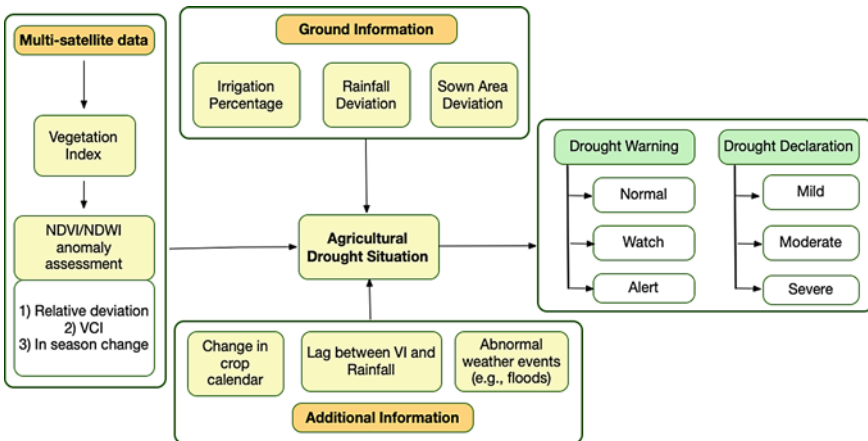 Multi-satellite data
Vegetation
Index
NDVI/NDWI
anomaly
assessment
1) Relative deviation
2) VCI
3) In season change
Ground Information
Irrigation
Percentage
Rainfall
Deviation
Sown Area
Deviation
Agricultural
Drought Situation
Change in
crop
calendar
Lag between VI and
Rainfall
Abnormal
weather events
(e.g., floods)
Additional Information
Drought Warning
Normal
Watch
Alert
Drought Declaration
Mild
Moderate
Severe